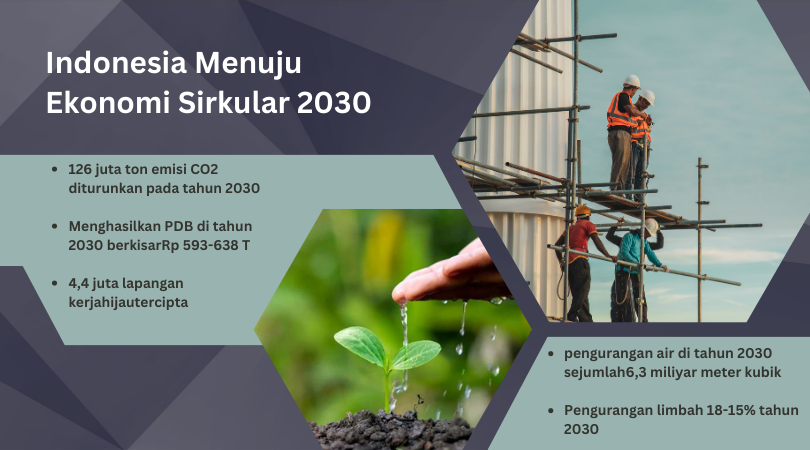 Indonesia Menuju
Ekonomi Sirkular 2030
• 126 juta ton emisi CO2
diturunkan pada tahun 2030
• Menghasilkan PDB di tahun
2030 berkisarRp 593-638 T
• 4,4 juta lapangan
kerjahijautercipta
• pengurangan air di tahun 2030
sejumlah6,3 miliyar meter kubik
• Pengurangan limbah 18-15% tahun
2030